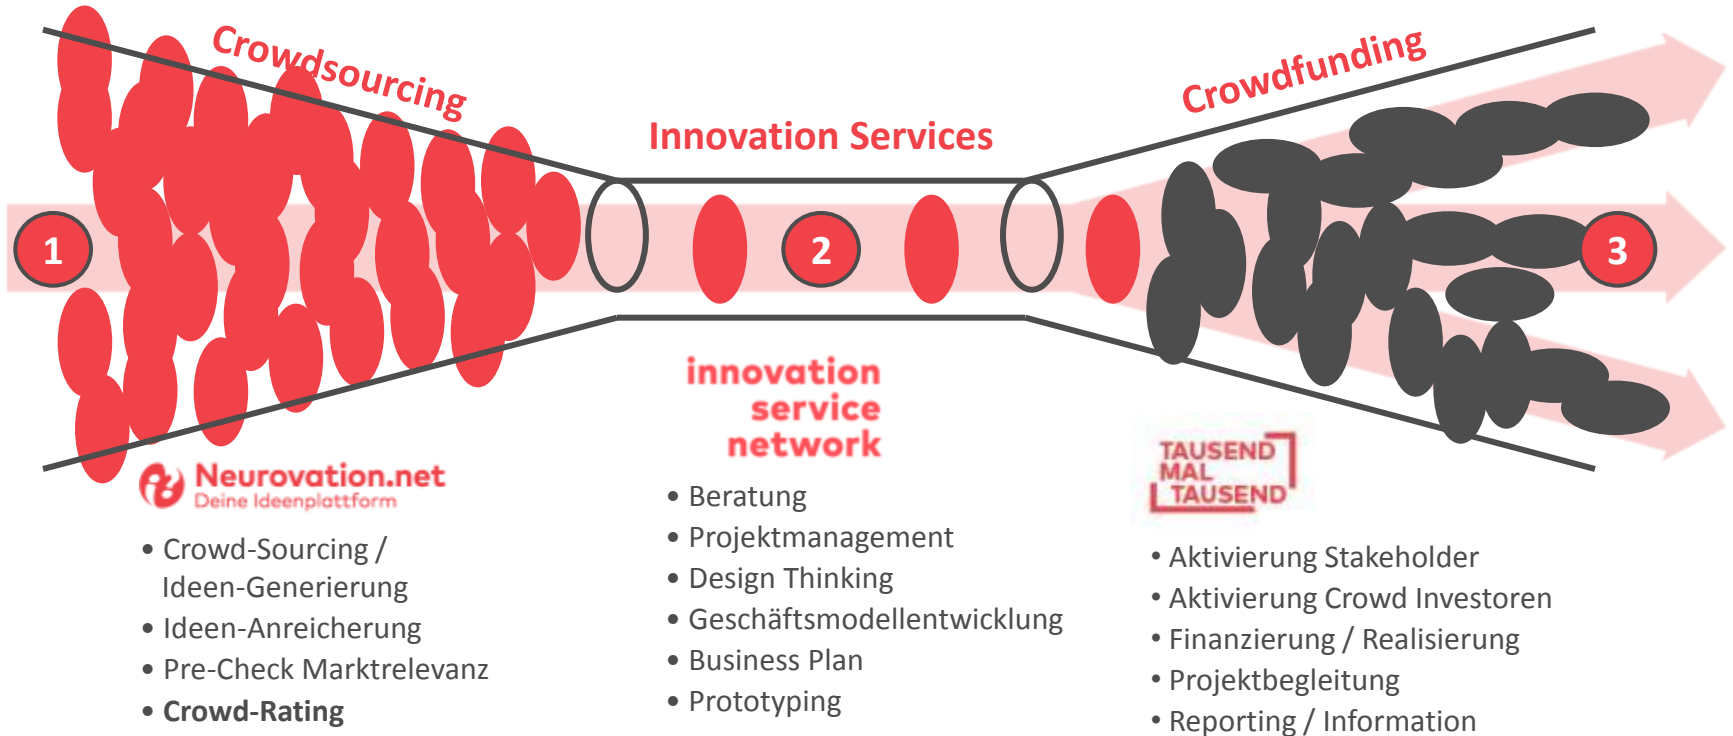 Crowdsourcing
Innovation Services
Crowdfunding
1
2
3
Neurovation.net
Deine Ideenplattform
• Crowd-Sourcing /
Ideen-Generierung
• Ideen-Anreicherung
• Pre-Check Marktrelevanz
• Crowd-Rating
innovation
service
network
• Beratung
• Projektmanagement
• Design Thinking
• Geschäftsmodellentwicklung
• Business Plan
• Prototyping
TAUSEND
MAL
TAUSEND
• Aktivierung Stakeholder
• Aktivierung Crowd Investoren
• Finanzierung / Realisierung
• Projektbegleitung
• Reporting / Information